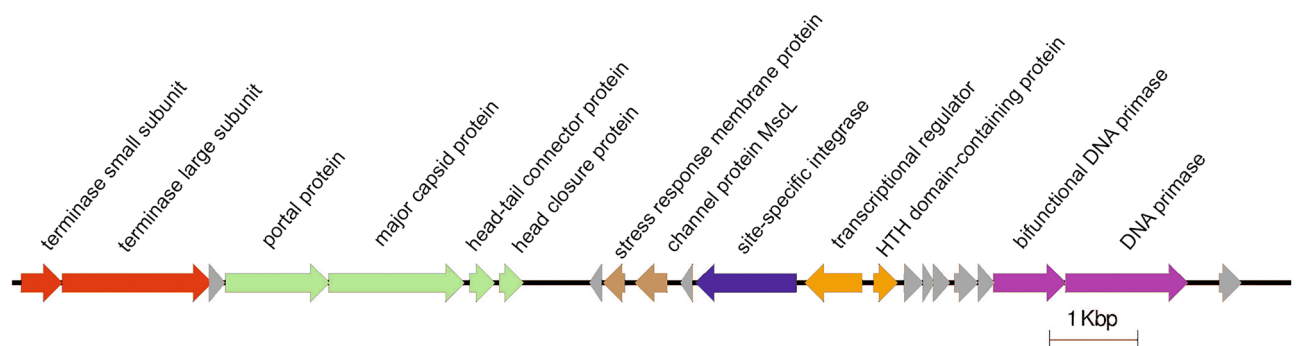 terminase small subunit
terminase large subunit
portal protein
major capsid protein
head-tail connector protein
head closure protein
stress response membrane protein
channel protein MscL
site-specific integrase
transcriptional regulator
HTH domain-containing protein
bifunctional DNA primase
DNA primase
1 Kbp